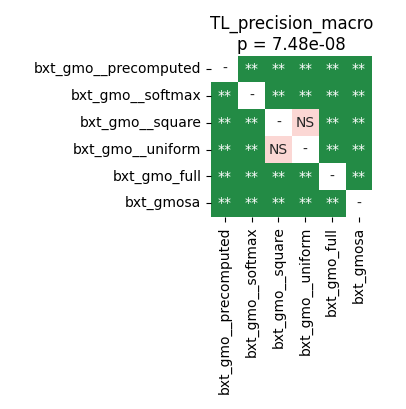 TL_precision_macro
p = 7.48e-08
bxt_gmo__precomputed - ** ** ** ** **
bxt_gmo__softmax ** - ** ** ** **
bxt_gmo__square ** ** - NS ** **
bxt_gmo__uniform ** ** NS - ** **
bxt_gmo_full ** ** ** ** - **
bxt_gmosa ** ** ** ** ** -
bxt_gmo__precomputed
bxt_gmo__softmax
bxt_gmo__square
bxt_gmo__uniform
bxt_gmo_full
bxt_gmosa